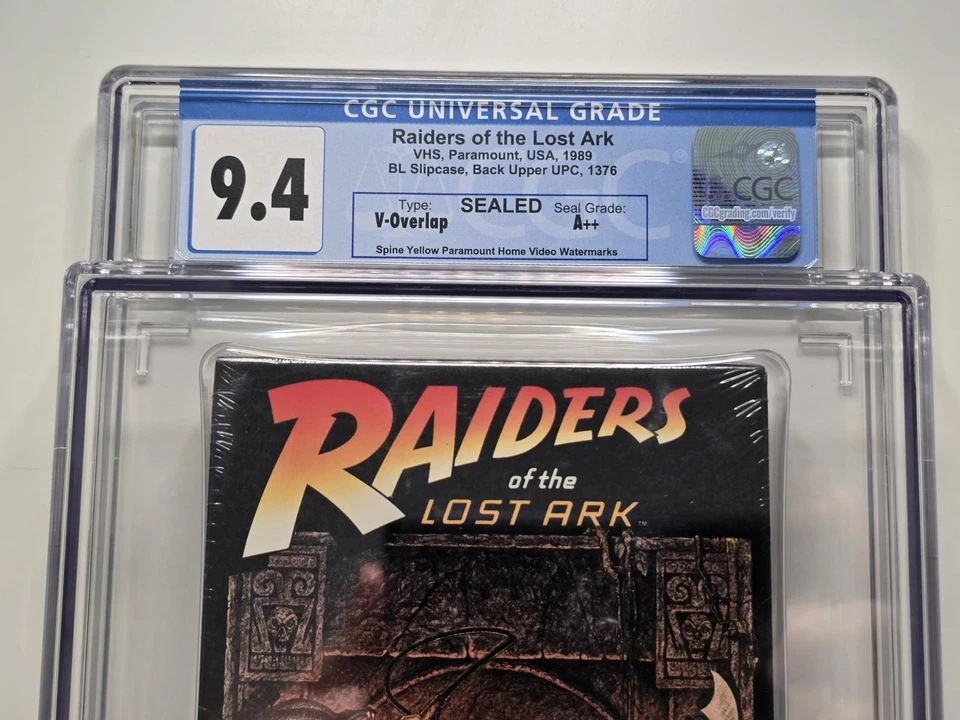 CGC UNIVERSAL GRADE
9.4
Raiders of the Lost Ark
VHS, Paramount, USA, 1989
BL Slipcase, Back Upper UPC, 1376
Type: SEALED Seal Grade:
V-Overlap A++
Spine Yellow Paramount Home Video Watermarks
CGC
CGCgrading.com/verify
RAIDERS
of the
LOST ARK™